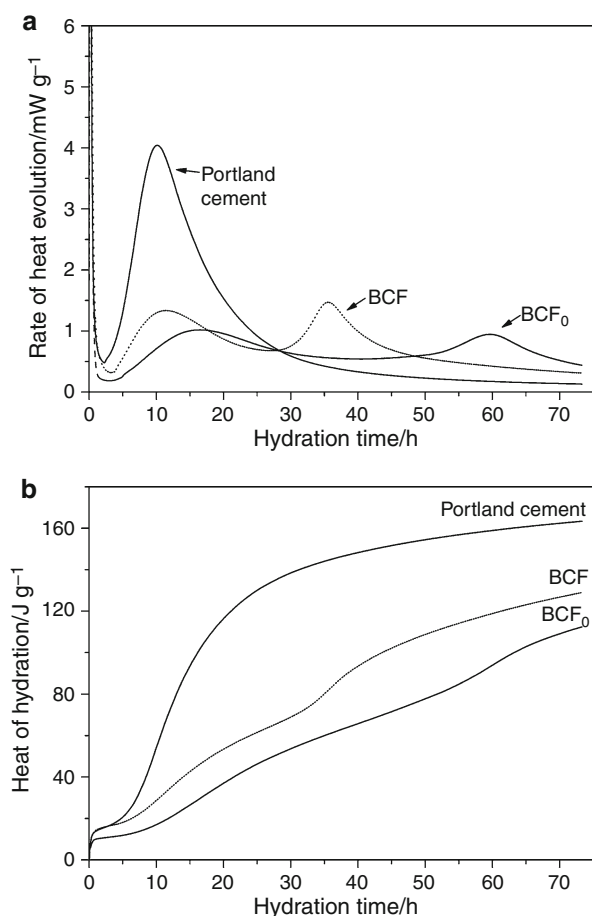 a
6
5
4
3
2
1
0
Rate of heat evolution/mW g⁻¹
Portland
cement
BCF
BCF₀
0 10 20 30 40 50 60 70
Hydration time/h
b
160
120
80
40
0
Heat of hydration/J g⁻¹
Portland cement
BCF
BCF₀
0 10 20 30 40 50 60 70
Hydration time/h